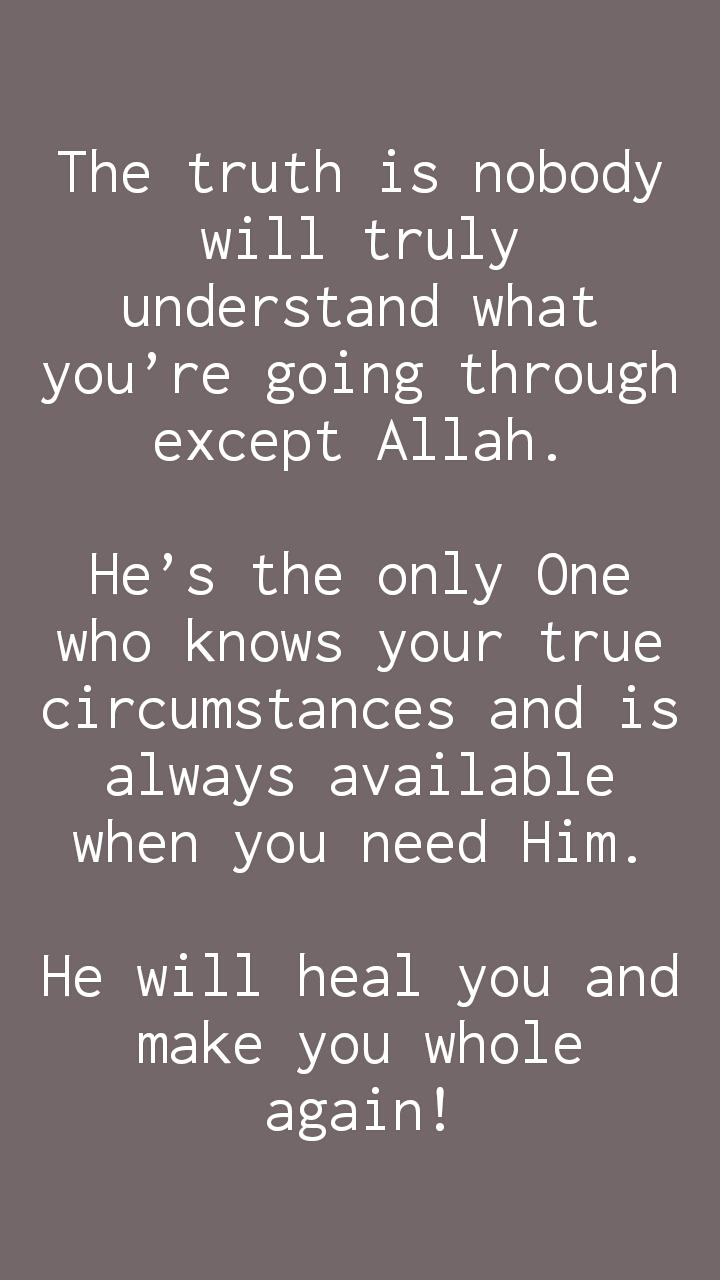 The truth is nobody
will truly
understand what
you’re going through
except Allah.
He’s the only One
who knows your true
circumstances and is
always available
when you need Him.
He will heal you and
make you whole
again!